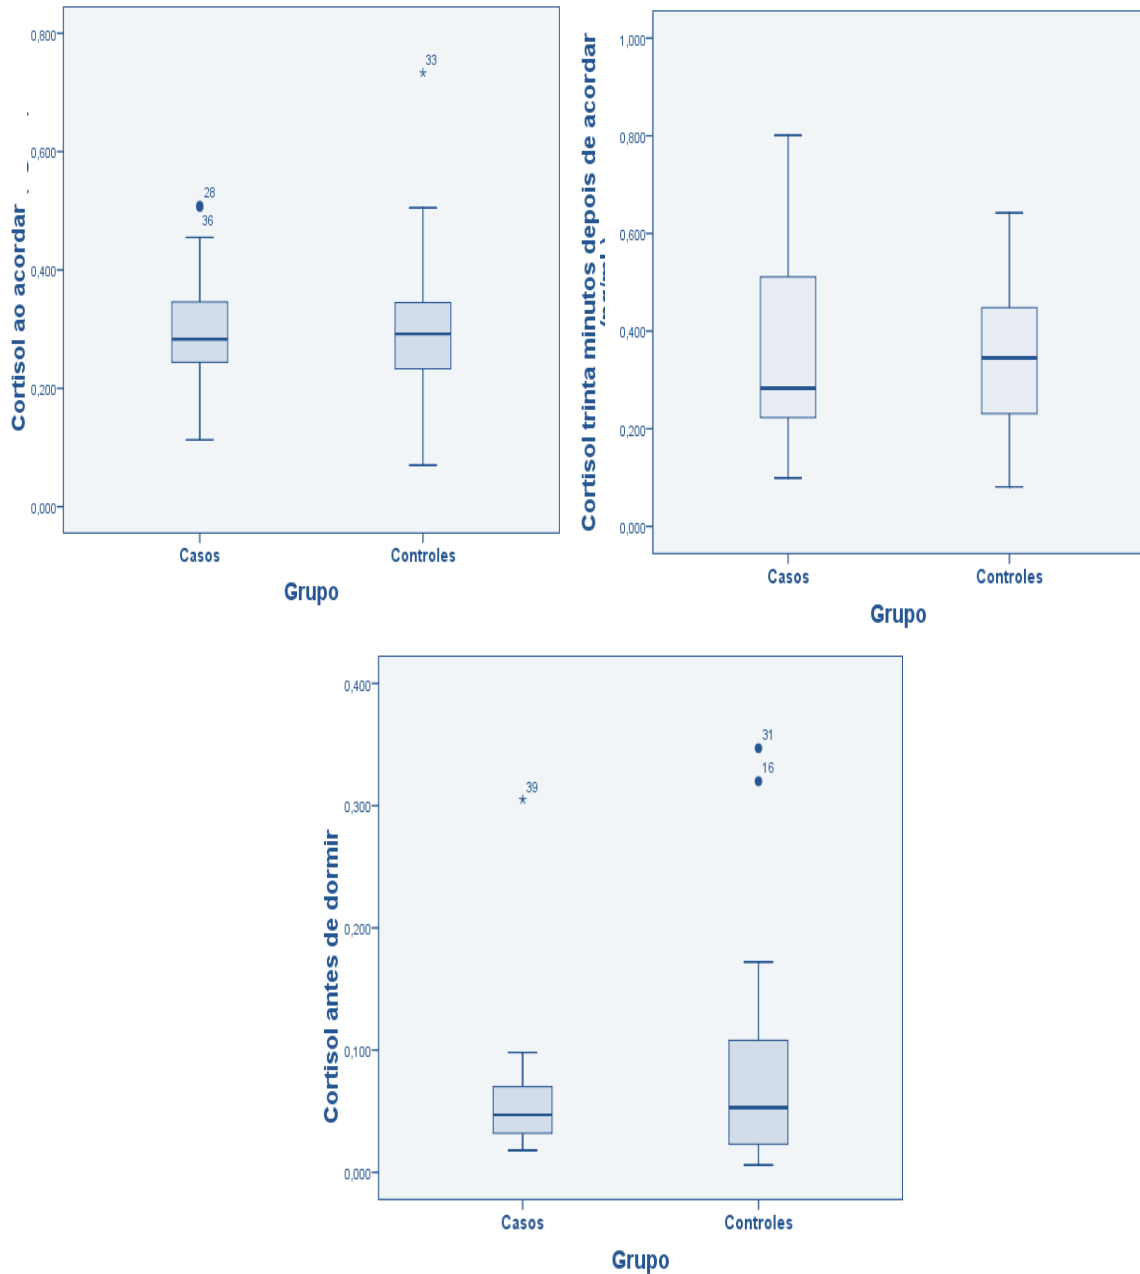 Cortisol ao acordar
0,800
0,600
0,400
0,200
0,000
33
28
36
Casos
Controles
Grupo
Cortisol trinta minutos depois de acordar
1,000
0,800
0,600
0,400
0,200
0,000
Casos
Controles
Grupo
Cortisol antes de dormir
0,400
0,300
0,200
0,100
0,000
39
31
16
Casos
Controles
Grupo